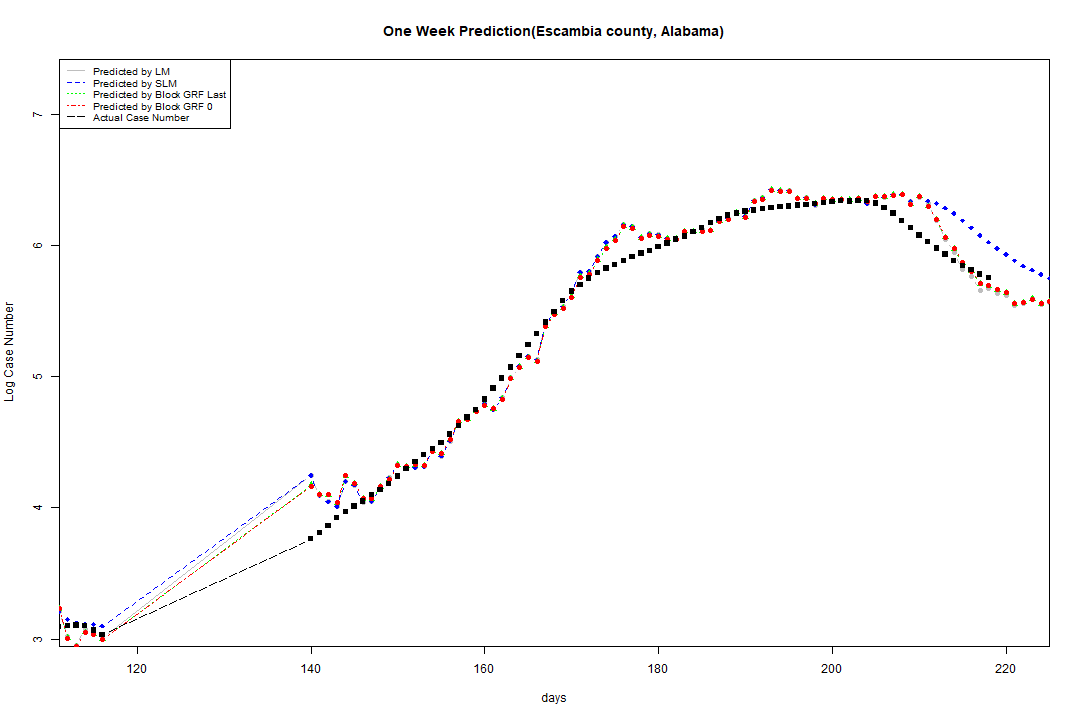 One Week Prediction(Escambia county, Alabama)
Predicted by LM
Predicted by SLM
Predicted by Block GRF Last
Predicted by Block GRF 0
Actual Case Number
7
6
5
4
3
Log Case Number
120 140 160 180 200 220
days